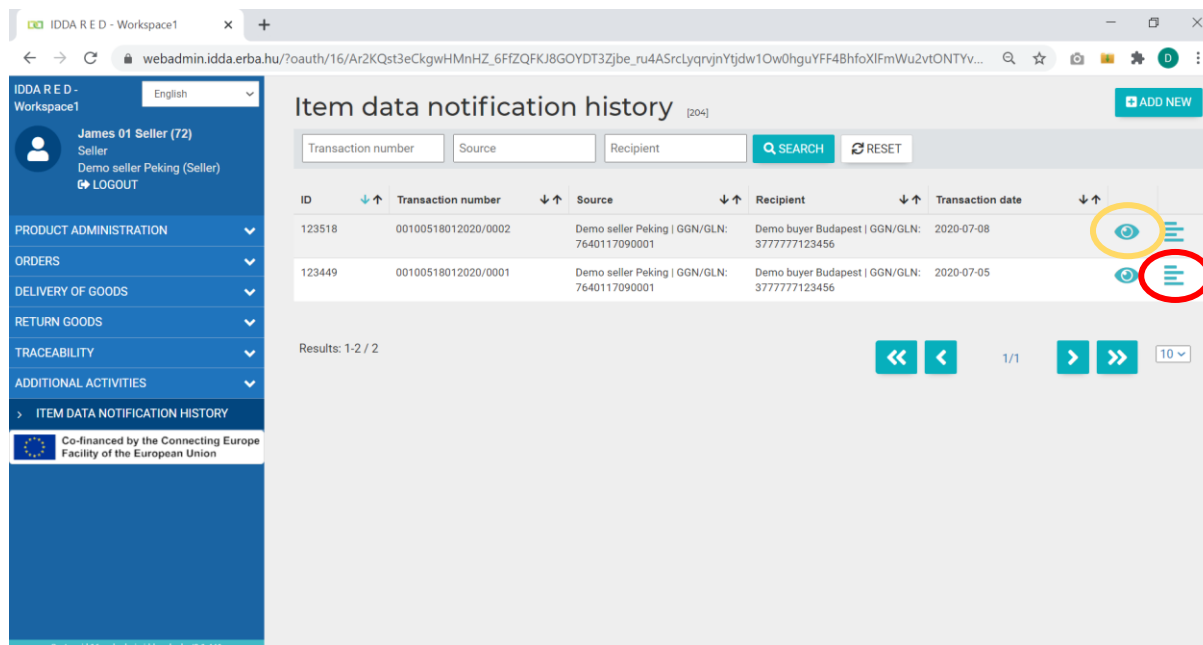 IDDA R E D - Workspace1
webadmin.idda.erba.hu/?oauth/16/Ar2KQst3eCkgwHMnHZ_6FfZQFKJ8GOYDT3Zjbe_ru4ASrcLyqrvjnYtjdw1Ow0hguYFF4BhfoXlFmWu2vtONTYv...
D
IDDA R E D -
Workspace1
English
James 01 Seller (72)
Seller
Demo seller Peking (Seller)
LOGOUT
PRODUCT ADMINISTRATION
ORDERS
DELIVERY OF GOODS
RETURN GOODS
TRACEABILITY
ADDITIONAL ACTIVITIES
> ITEM DATA NOTIFICATION HISTORY
Co-financed by the Connecting Europe
Facility of the European Union
Item data notification history [204]
ADD NEW
Transaction number Source Recipient SEARCH RESET
ID Transaction number Source Recipient Transaction date
123518 00100518012020/0002 Demo seller Peking | GGN/GLN: Demo buyer Budapest | GGN/GLN: 2020-07-08
7640117090001 3777777123456
123449 00100518012020/0001 Demo seller Peking | GGN/GLN: Demo buyer Budapest | GGN/GLN: 2020-07-05
7640117090001 3777777123456
Results: 1-2 / 2
1/1
10